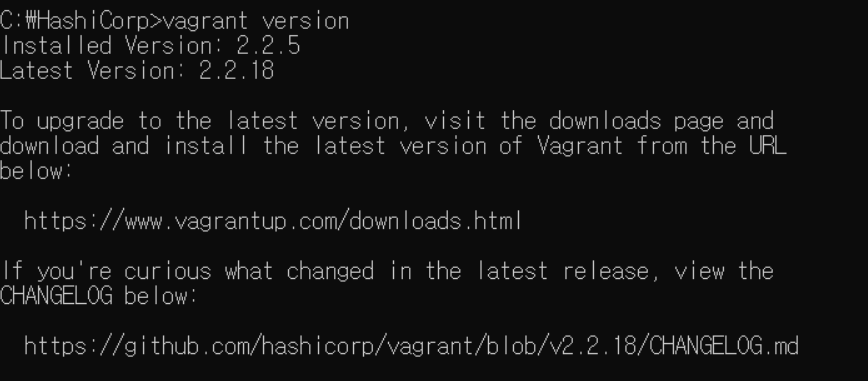 C:₩HashiCorp>vagrant version
Installed Version: 2.2.5
Latest Version: 2.2.18
To upgrade to the latest version, visit the downloads page and
download and install the latest version of Vagrant from the URL
below:
https://www.vagrantup.com/downloads.html
If you're curious what changed in the latest release, view the
CHANGELOG below:
https://github.com/hashicorp/vagrant/blob/v2.2.18/CHANGELOG.md